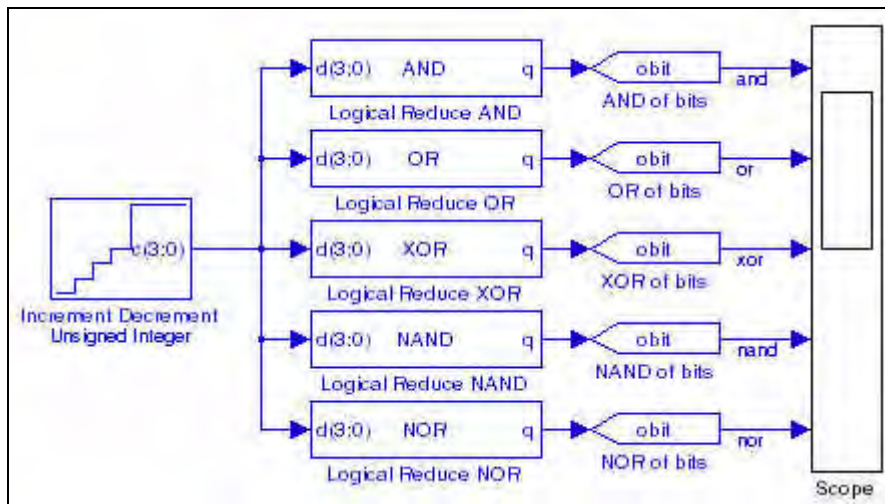 d(3:0) AND q
obit
and
Logical Reduce AND
AND of bits
d(3:0) OR q
obit
or
Logical Reduce OR
OR of bits
c(3:0)
Increment Decrement
Unsigned Integer
d(3:0) XOR q
obit
xor
Logical Reduce XOR
XOR of bits
d(3:0) NAND q
obit
nand
Logical Reduce NAND
NAND of bits
d(3:0) NOR q
obit
nor
Logical Reduce NOR
NOR of bits
Scope